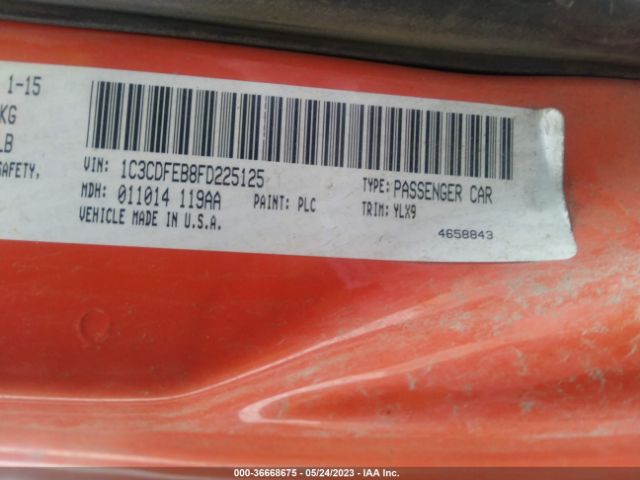 1-15
KG
LB
SAFETY,
VIN: 1C3CDFEB8FD225125
MDH: 011014 119AA
PAINT: PLC
VEHICLE MADE IN U.S.A.
TYPE: PASSENGER CAR
TRIM: YLX9
4658843
000-36668675 - 05/24/2023 - IAA Inc.